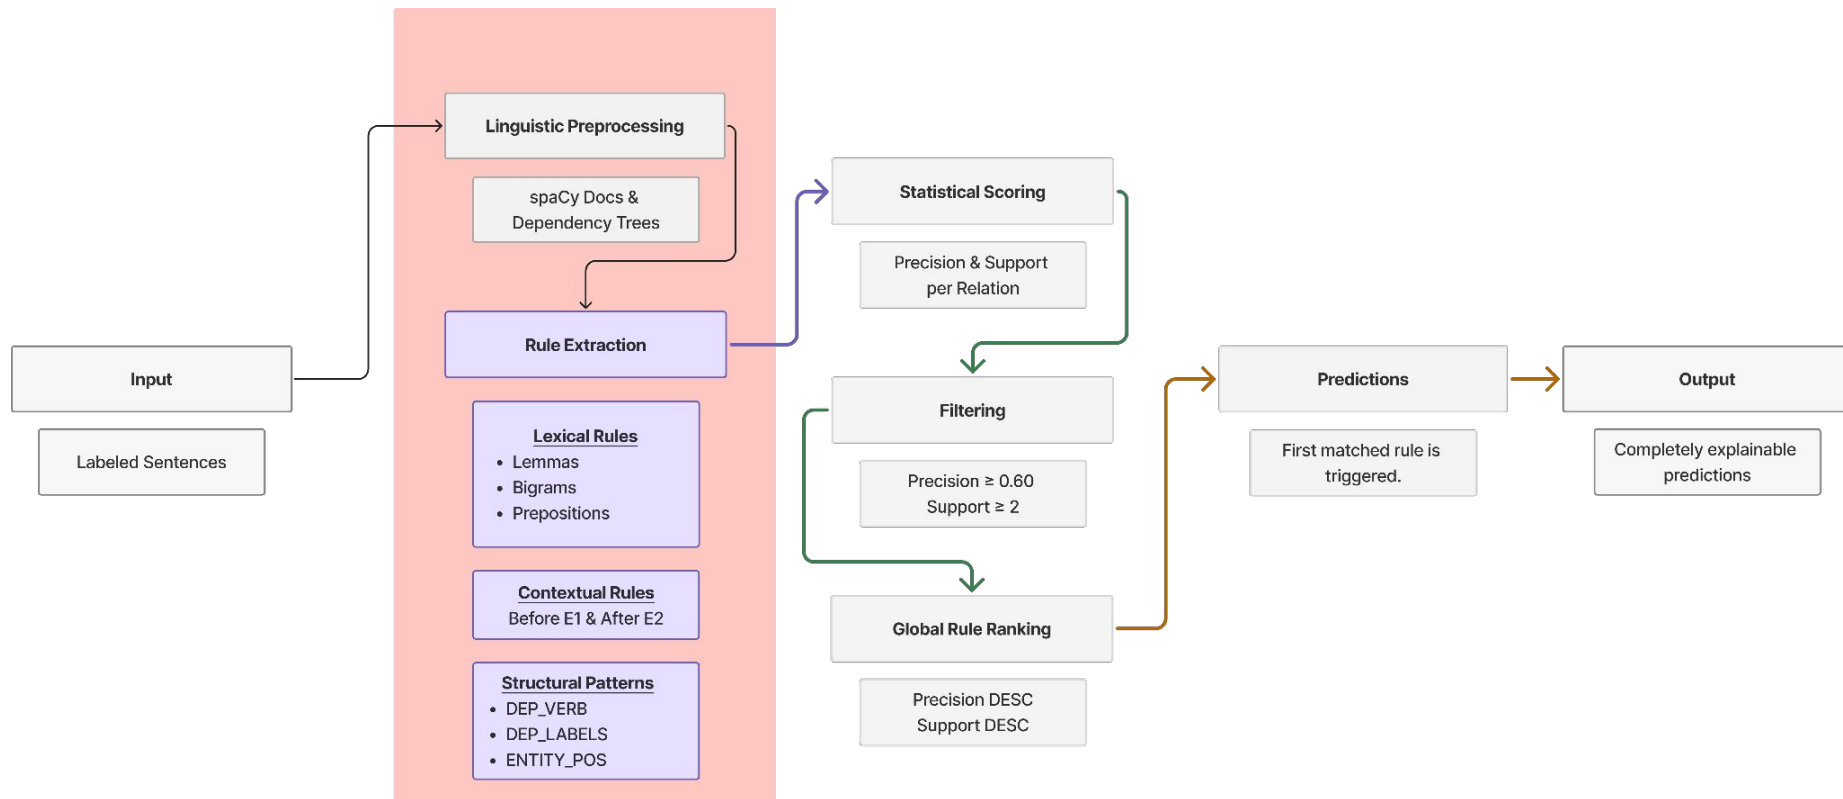 Input
Labeled Sentences
Linguistic Preprocessing
spaCy Docs &
Dependency Trees
Rule Extraction
Lexical Rules
• Lemmas
• Bigrams
• Prepositions
Contextual Rules
Before E1 & After E2
Structural Patterns
• DEP_VERB
• DEP_LABELS
• ENTITY_POS
Statistical Scoring
Precision & Support
per Relation
Filtering
Precision ≥ 0.60
Support ≥ 2
Global Rule Ranking
Precision DESC
Support DESC
Predictions
First matched rule is
triggered.
Output
Completely explainable
predictions